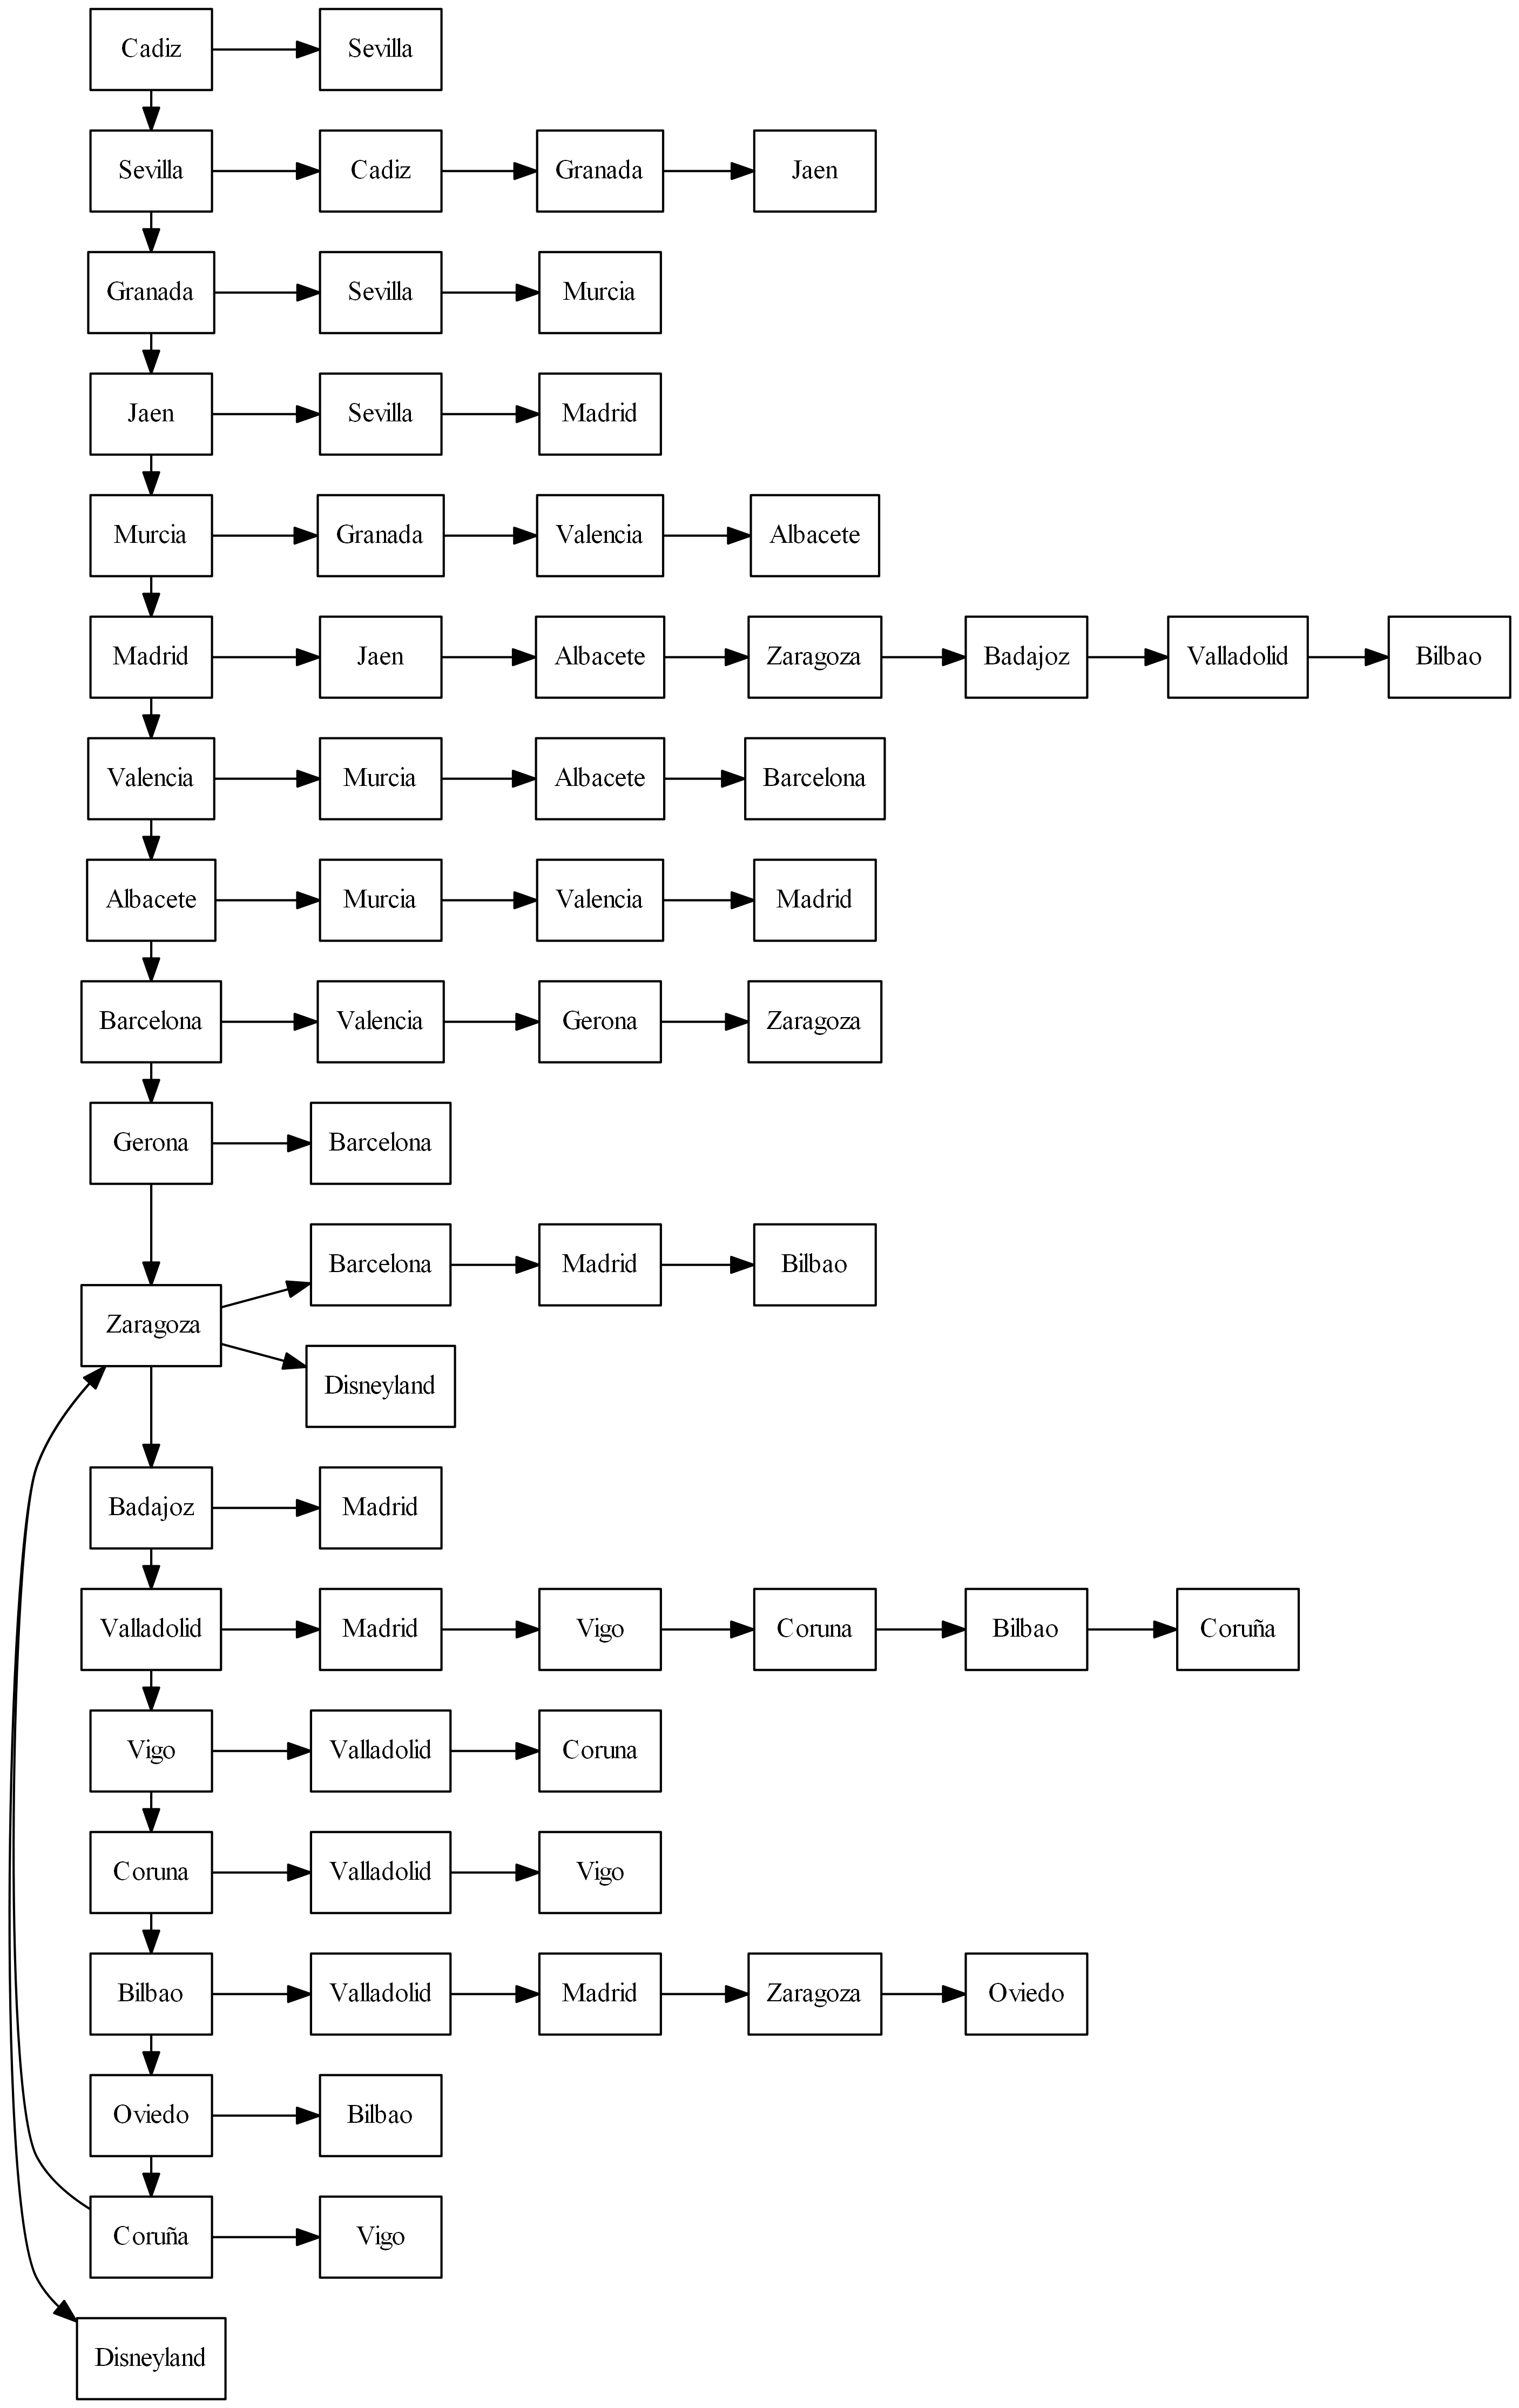 Cadiz Sevilla
Sevilla Cadiz Granada Jaen
Granada Sevilla Murcia
Jaen Sevilla Madrid
Murcia Granada Valencia Albacete
Madrid Jaen Albacete Zaragoza Badajoz Valladolid Bilbao
Valencia Murcia Albacete Barcelona
Albacete Murcia Valencia Madrid
Barcelona Valencia Gerona Zaragoza
Gerona Barcelona
Barcelona Madrid Bilbao
Zaragoza
Disneyland
Badajoz Madrid
Valladolid Madrid Vigo Coruna Bilbao Coruña
Vigo Valladolid Coruna
Coruna Valladolid Vigo
Bilbao Valladolid Madrid Zaragoza Oviedo
Oviedo Bilbao
Coruña Vigo
Disneyland